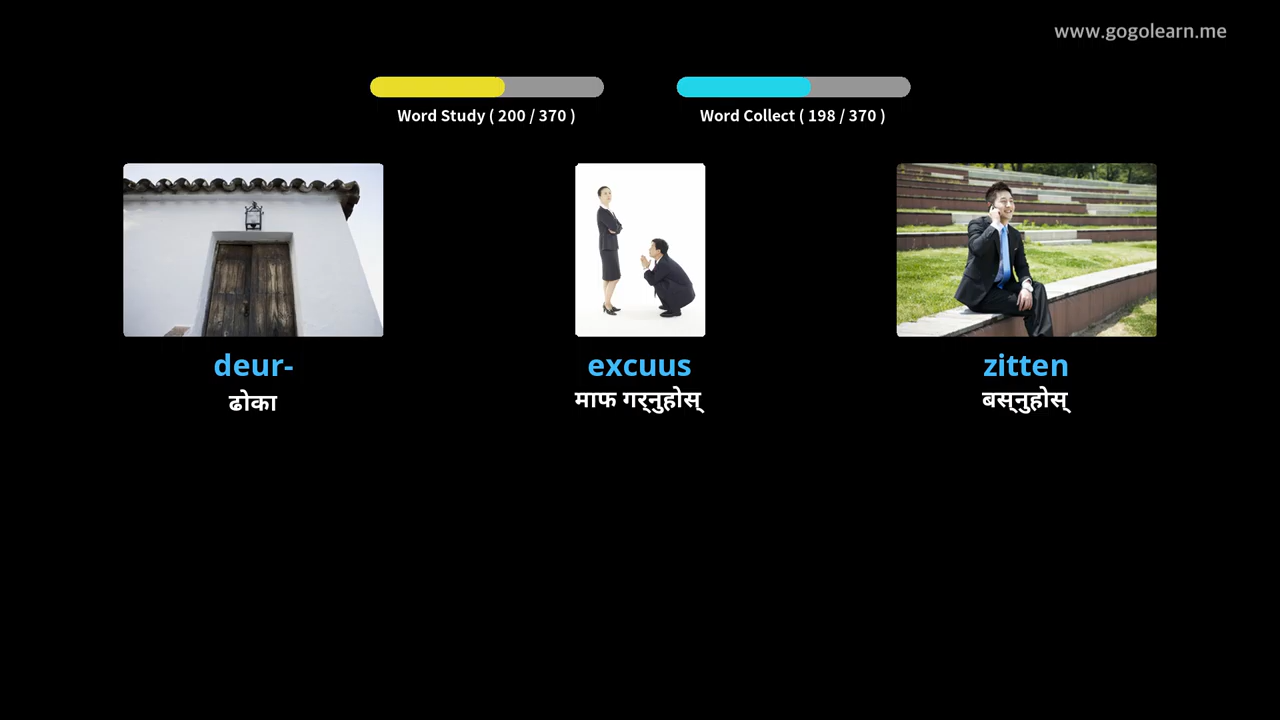 www.gogolearn.me
Word Study ( 200 / 370 )
Word Collect ( 198 / 370 )
deur-
ढोका
excuus
माफ गर्नुहोस्
zitten
बस्नुहोस्